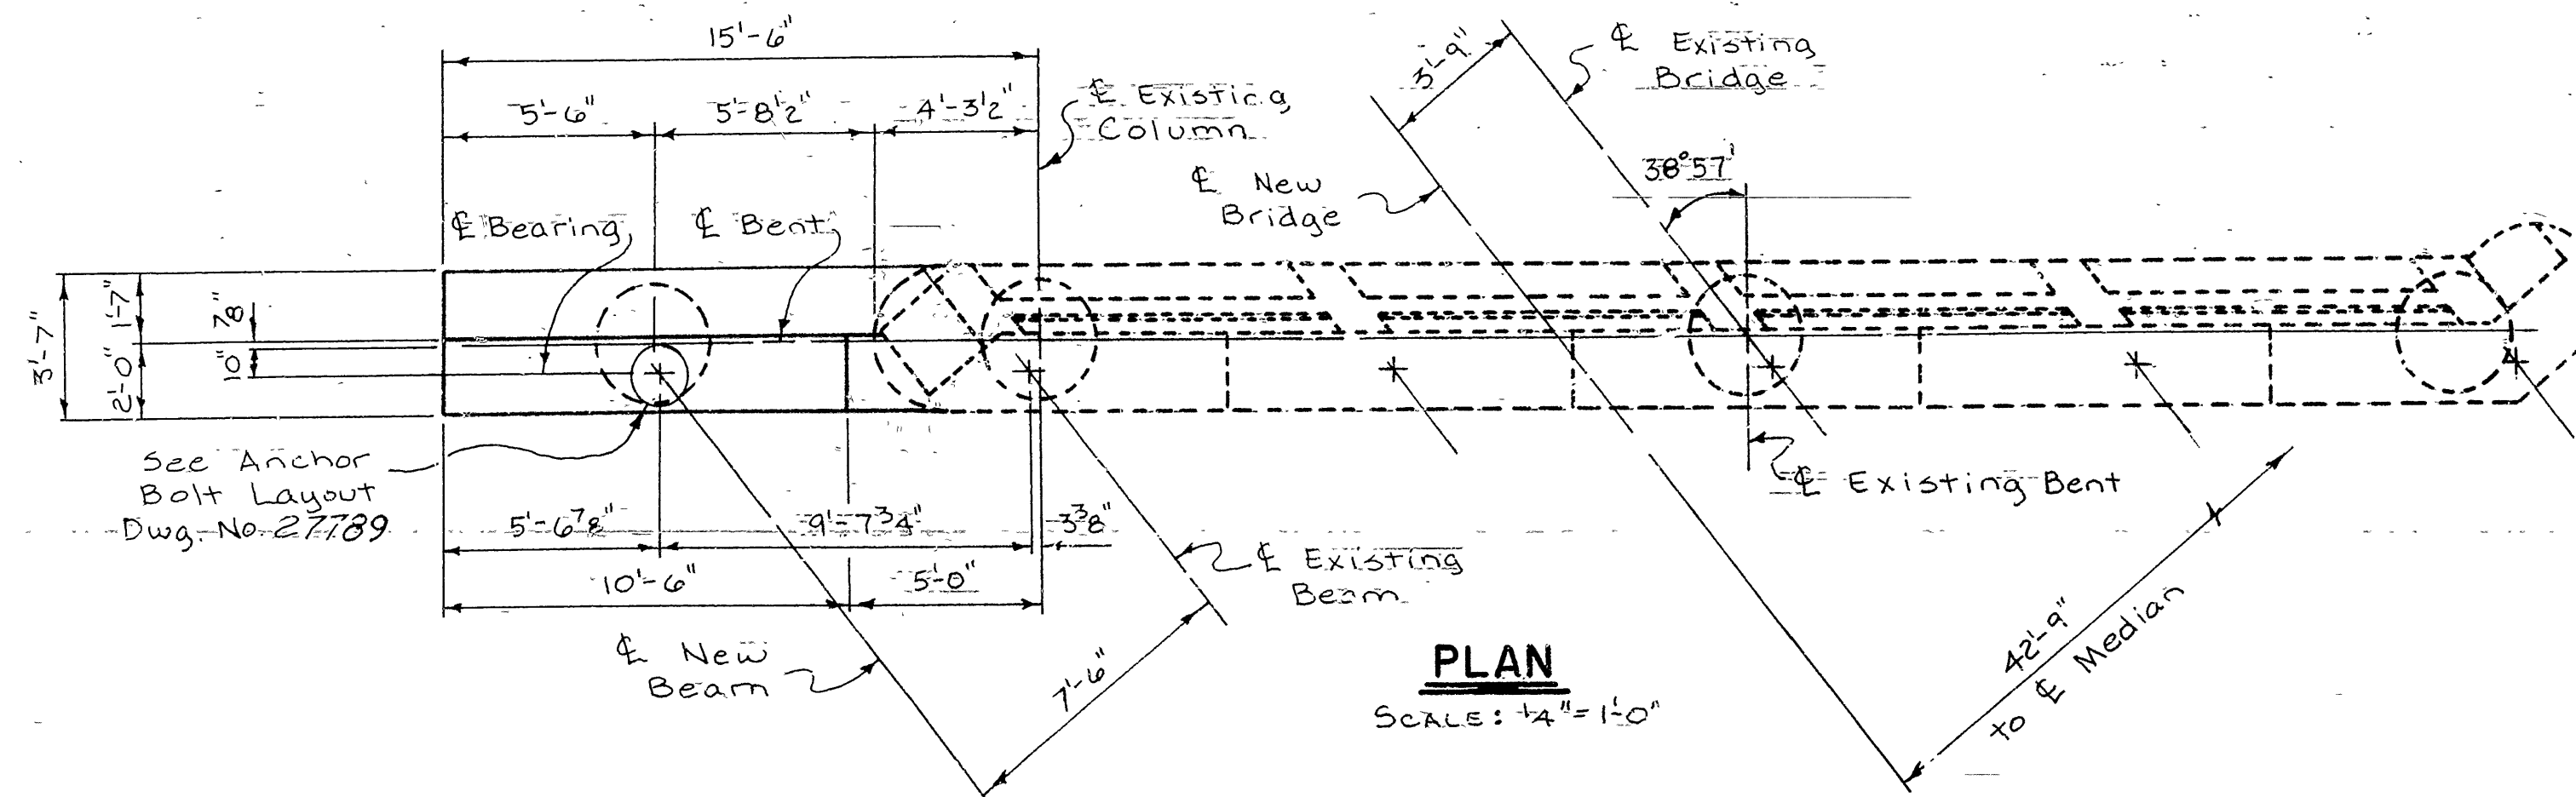 15'-6"
5'-6"
5'-8½"
4'-3½"
℄ Existing
Column
3'-9"
℄ Existing
Bridge
38°57'
℄ New
Bridge
℄ Bearing
℄ Bent
3'-7"
1'-7"
2'-0"
⅞"
10"
See Anchor
Bolt Layout
Dwg. No. 27789
5'-6⅞"
9'-7¾"
3⅜"
10'-6"
5'-0"
℄ Existing
Beam
℄ New
Beam
7'-6"
℄ Existing Bent
42'-9"
to ℄ Median
PLAN
SCALE: ¼"=1'-0"